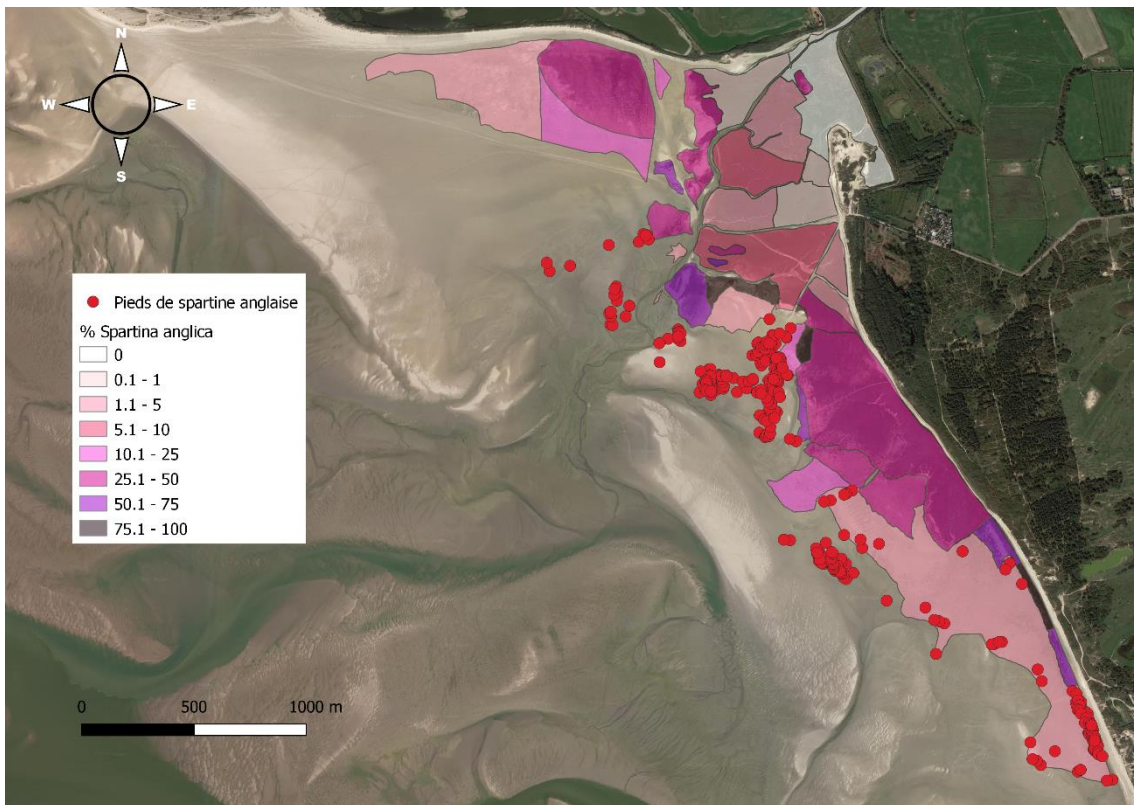 N
W E
S
Pieds de spartine anglaise
% Spartina anglica
0
0.1 - 1
1.1 - 5
5.1 - 10
10.1 - 25
25.1 - 50
50.1 - 75
75.1 - 100
0 500 1000 m